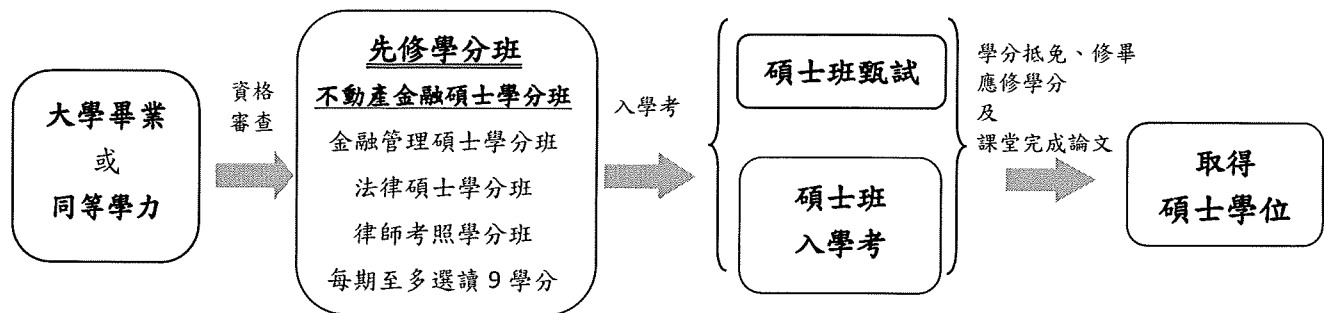 大學畢業
或
同等學力
資格
審查
先修學分班
不動產金融碩士學分班
金融管理碩士學分班
法律碩士學分班
律師考照學分班
每期至多選讀 9 學分
入學考
碩士班甄試
碩士班
入學考
學分抵免、修畢
應修學分
及
課堂完成論文
取得
碩士學位